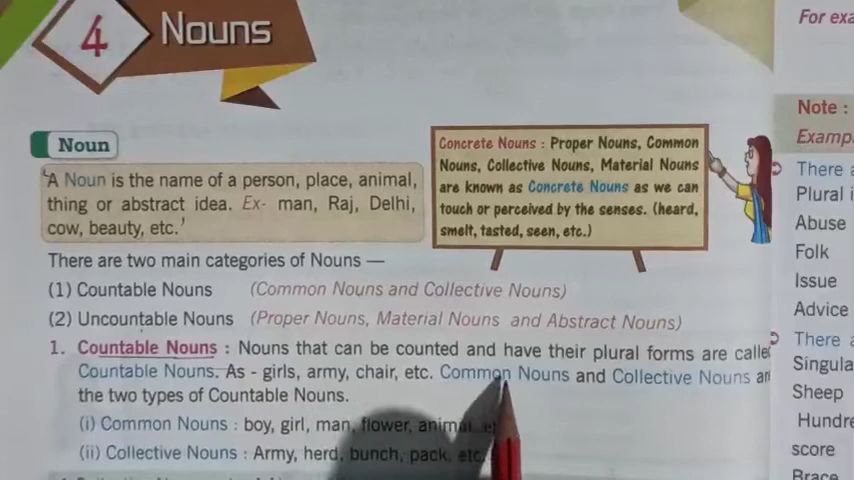 4 Nouns
Noun
'A Noun is the name of a person, place, animal,
thing or abstract idea. Ex- man, Raj, Delhi,
cow, beauty, etc.'
Concrete Nouns : Proper Nouns, Common
Nouns, Collective Nouns, Material Nouns
are known as Concrete Nouns as we can
touch or perceived by the senses. (heard,
smelt, tasted, seen, etc.)
There are two main categories of Nouns —
(1) Countable Nouns (Common Nouns and Collective Nouns)
(2) Uncountable Nouns (Proper Nouns, Material Nouns and Abstract Nouns)
1. Countable Nouns : Nouns that can be counted and have their plural forms are called
Countable Nouns. As - girls, army, chair, etc. Common Nouns and Collective Nouns
the two types of Countable Nouns.
(i) Common Nouns : boy, girl, man, flower, animal,
(ii) Collective Nouns : Army, herd, bunch, pack, etc.
For
Note :
There
Plural
Abuse
Folk
Issue
Advice
There
Sheep
score